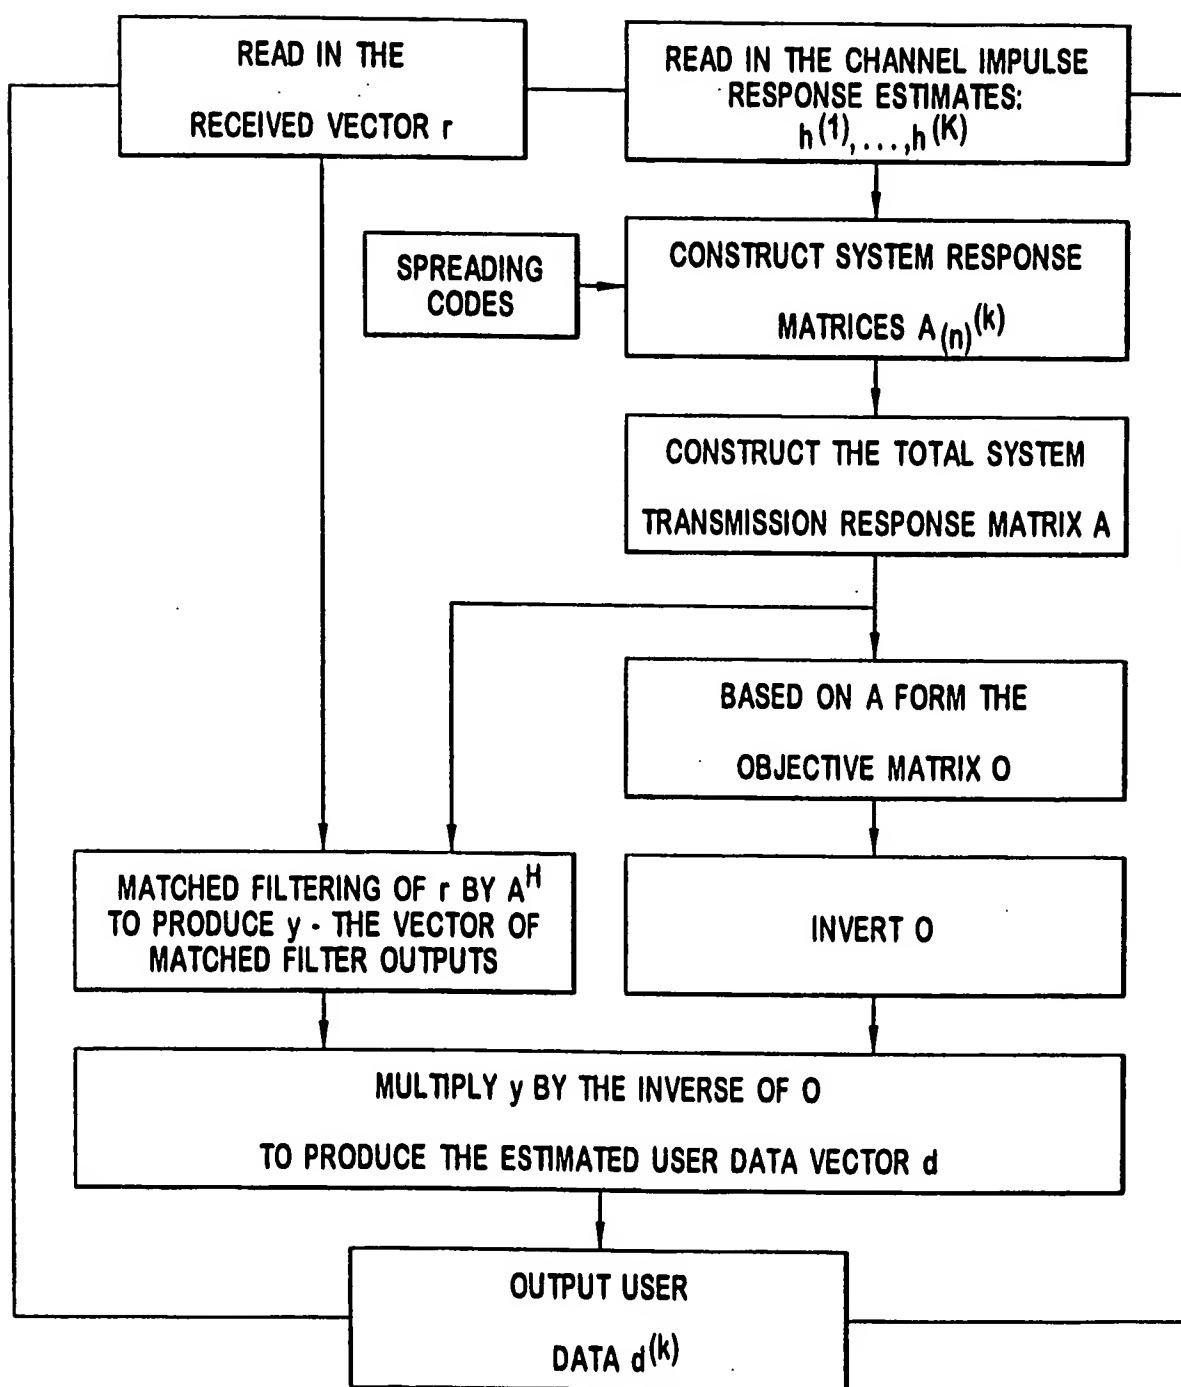 READ IN THE
RECEIVED VECTOR r
READ IN THE CHANNEL IMPULSE
RESPONSE ESTIMATES:
h(1),...,h(K)
SPREADING
CODES
CONSTRUCT SYSTEM RESPONSE
MATRICES A(n)(k)
CONSTRUCT THE TOTAL SYSTEM
TRANSMISSION RESPONSE MATRIX A
BASED ON A FORM THE
OBJECTIVE MATRIX O
MATCHED FILTERING OF r BY AH
TO PRODUCE y - THE VECTOR OF
MATCHED FILTER OUTPUTS
INVERT O
MULTIPLY y BY THE INVERSE OF O
TO PRODUCE THE ESTIMATED USER DATA VECTOR d
OUTPUT USER
DATA d(k)